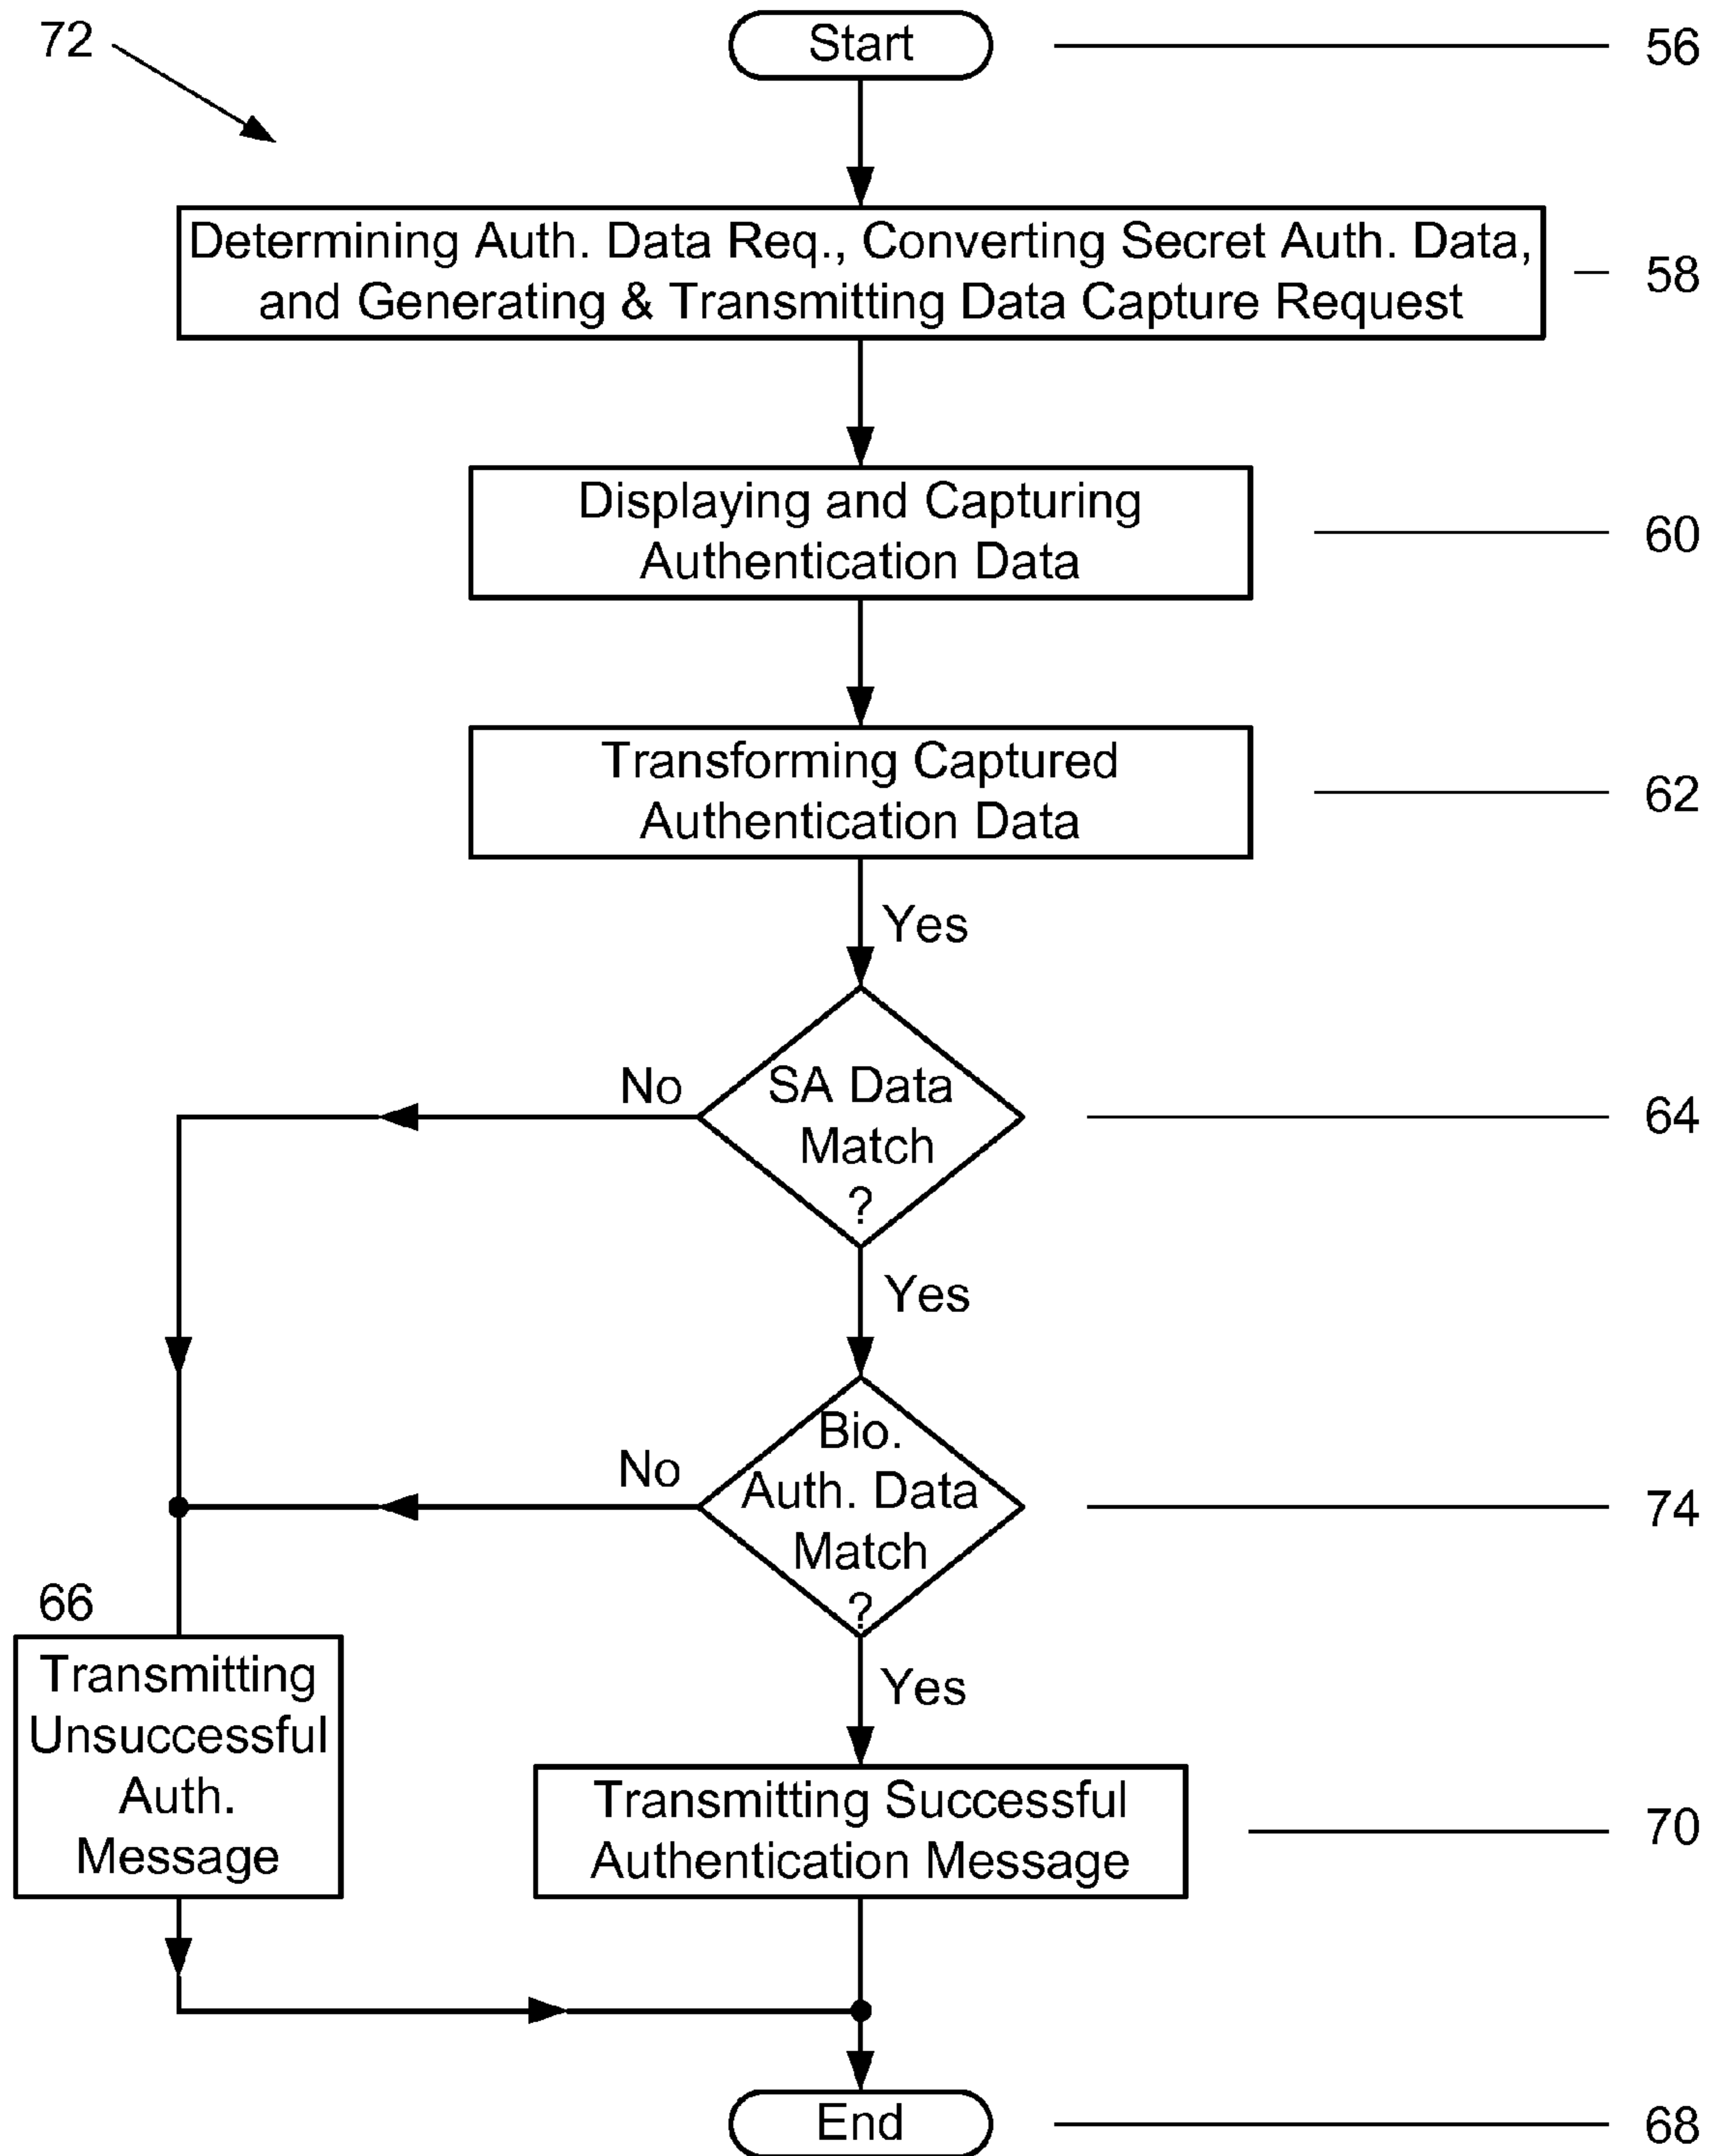 72
Start
56
Determining Auth. Data Req., Converting Secret Auth. Data,
and Generating & Transmitting Data Capture Request
58
Displaying and Capturing
Authentication Data
60
Transforming Captured
Authentication Data
62
Yes
No
SA Data
Match
?
64
Yes
No
Bio.
Auth. Data
Match
?
74
66
Transmitting
Unsuccessful
Auth.
Message
Yes
Transmitting Successful
Authentication Message
70
End
68